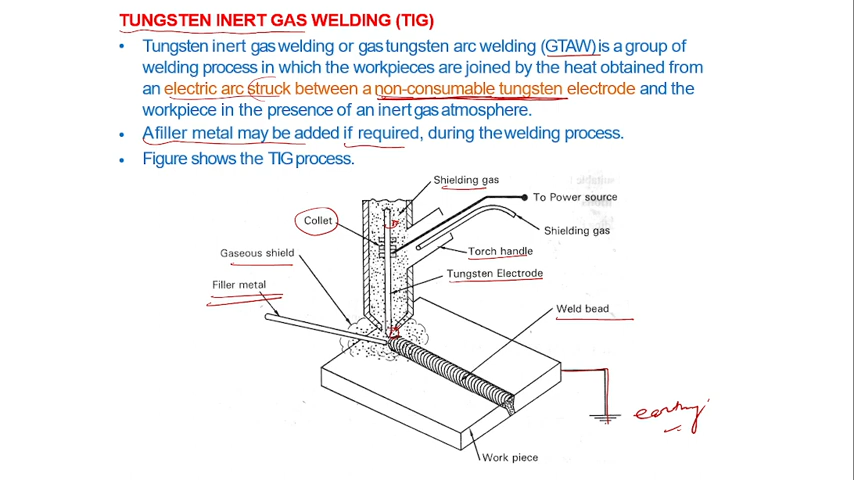 TUNGSTEN INERT GAS WELDING (TIG)
• Tungsten inert gas welding or gas tungsten arc welding (GTAW) is a group of
welding process in which the workpieces are joined by the heat obtained from
an electric arc struck between a non-consumable tungsten electrode and the
workpiece in the presence of an inert gas atmosphere.
• A filler metal may be added if required, during the welding process.
• Figure shows the TIG process.
Shielding gas
To Power source
Collet
Shielding gas
Gaseous shield
Torch handle
Tungsten Electrode
Filler metal
Weld bead
earthing
Work piece